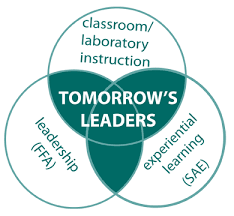 classroom/
laboratory
instruction
TOMORROW'S
LEADERS
leadership
(FFA)
experiential
learning
(SAE)